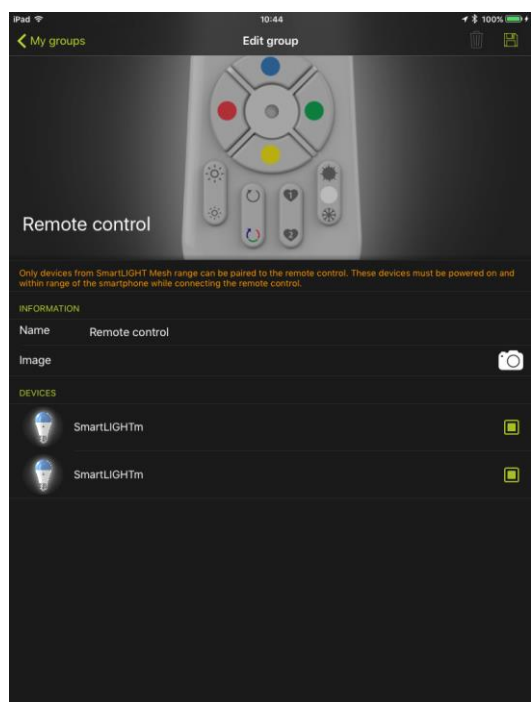 iPad 10:44 100%
My groups Edit group
1
2
Remote control
Only devices from SmartLIGHT Mesh range can be paired to the remote control. These devices must be powered on and
within range of the smartphone while connecting the remote control.
INFORMATION
Name Remote control
Image
DEVICES
SmartLIGHTm
SmartLIGHTm